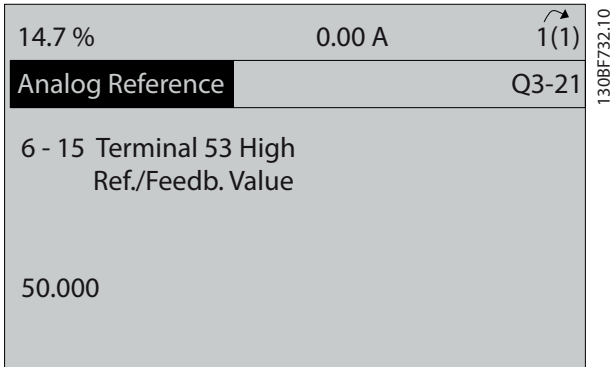 14.7 % 0.00 A 1(1)
Analog Reference Q3-21
6 - 15 Terminal 53 High
Ref./Feedb. Value
50.000
130BF732.10